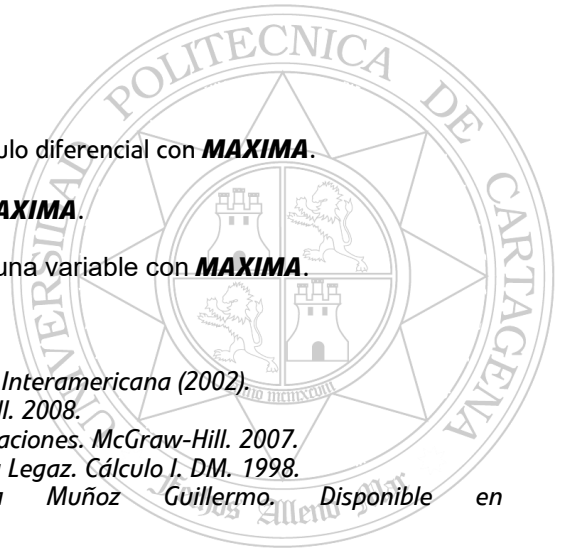 ulo diferencial con MAXIMA.
AXIMA.
una variable con MAXIMA.
Interamericana (2002).
ll. 2008.
aciones. McGraw-Hill. 2007.
Legaz. Cálculo I. DM. 1998.
a Muñoz Guillermo. Disponible en
POLITECNICA DE CARTAGENA